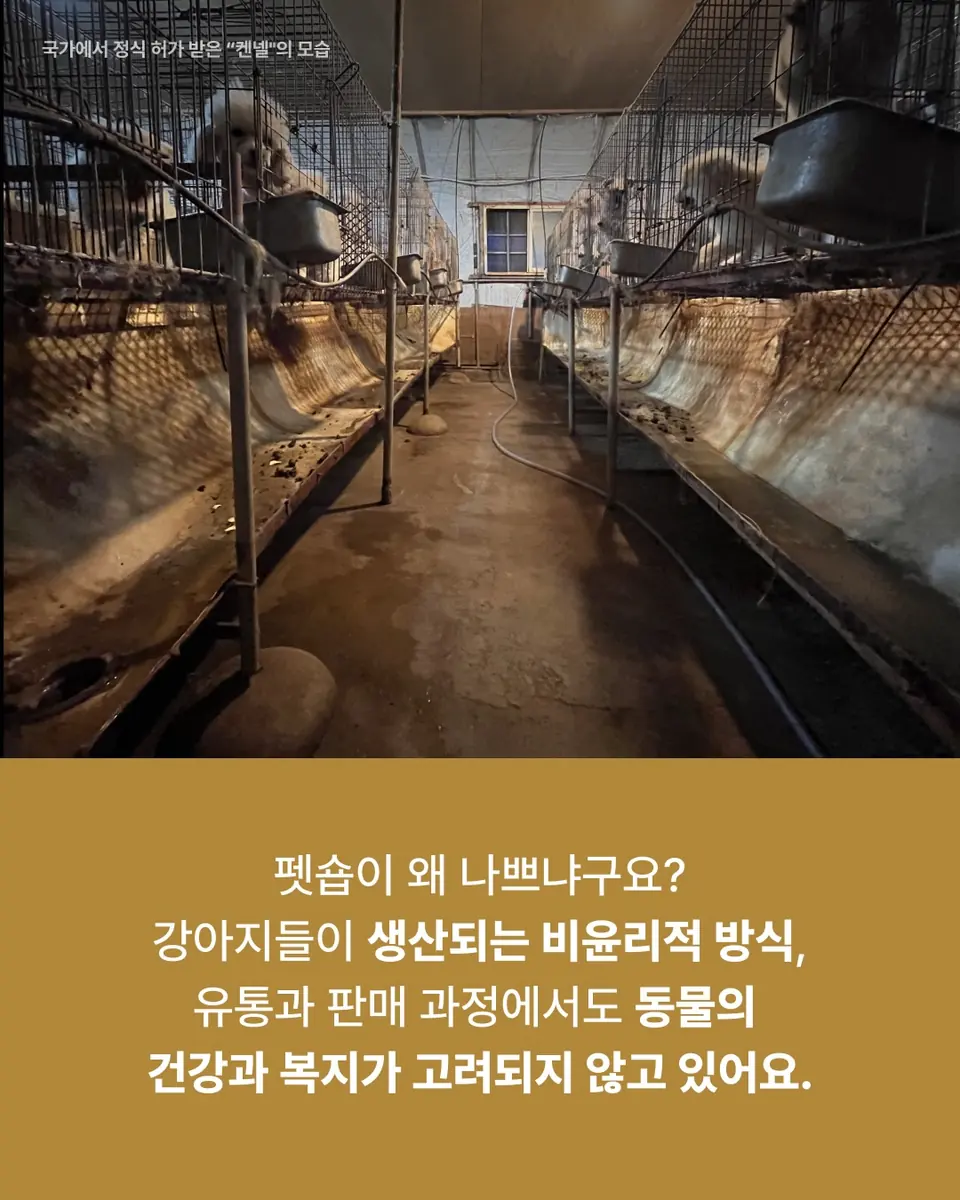 국가에서 정식 허가 받은 “켄넬"의 모습
펫숍이 왜 나쁘냐구요?
강아지들이 생산되는 비윤리적 방식,
유통과 판매 과정에서도 동물의
건강과 복지가 고려되지 않고 있어요.